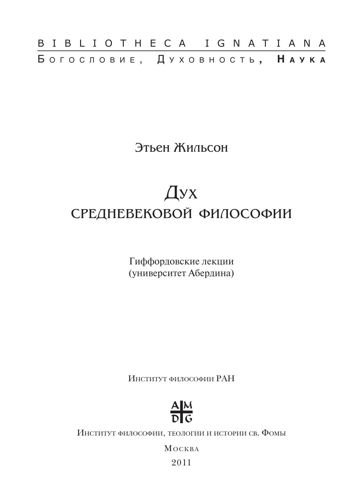 BIBLIOTHECA IGNATIANA
Богословие, Духовность, Наука
Этьен Жильсон
Дух
средневековой философии
Гиффордовские лекции
(университет Абердина)
Институт философии РАН
AM
DG
Институт философии, теологии и истории св. Фомы
Москва
2011